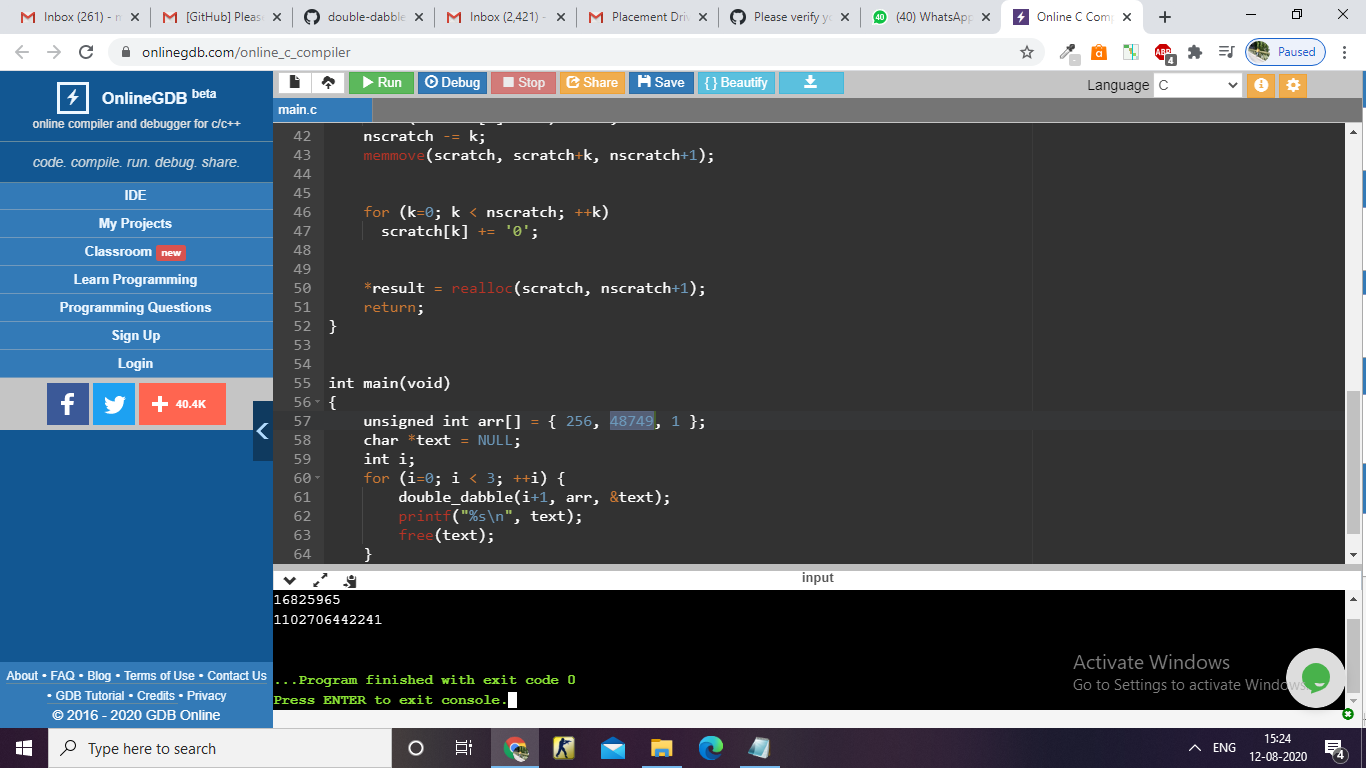 Inbox (261) - n
[GitHub] Pleas
double-dabble
Inbox (2,421) -
Placement Driv
Please verify yo
(40) WhatsApp
Online C Comp
onlinegdb.com/online_c_compiler
ABP
4
Paused
OnlineGDB beta
online compiler and debugger for c/c++
code. compile. run. debug. share.
IDE
My Projects
Classroom new
Learn Programming
Programming Questions
Sign Up
Login
40.4K
About • FAQ • Blog • Terms of Use • Contact Us
• GDB Tutorial • Credits • Privacy
© 2016 - 2020 GDB Online
Run
Debug
Stop
Share
Save
{ } Beautify
Language C
main.c
42 nscratch -= k;
43 memmove(scratch, scratch+k, nscratch+1);
44
45
46 for (k=0; k < nscratch; ++k)
47 scratch[k] += '0';
48
49
50 *result = realloc(scratch, nscratch+1);
51 return;
52 }
53
54
55 int main(void)
56 {
57 unsigned int arr[] = { 256, 48749, 1 };
58 char *text = NULL;
59 int i;
60 for (i=0; i < 3; ++i) {
61 double_dabble(i+1, arr, &text);
62 printf("%s\n", text);
63 free(text);
64 }
input
16825965
1102706442241
...Program finished with exit code 0
Press ENTER to exit console.
Activate Windows
Go to Settings to activate Windows.
Type here to search
ENG
15:24
12-08-2020
4